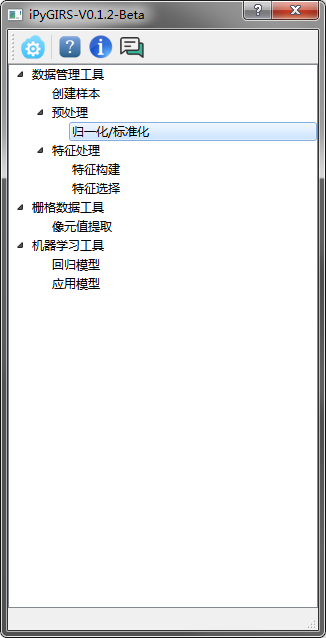 iPyGIRS-V0.1.2-Beta
数据管理工具
创建样本
预处理
归一化/标准化
特征处理
特征构建
特征选择
栅格数据工具
像元值提取
机器学习工具
回归模型
应用模型